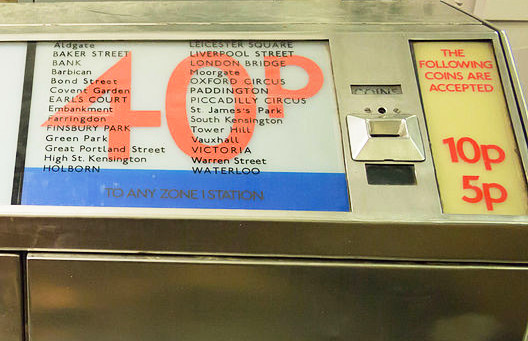 Aldgate
BAKER STREET
BANK
Barbican
Bond Street
Covent Garden
EARL'S COURT
Embankment
Farringdon
FINSBURY PARK
Green Park
Great Portland Street
High St. Kensington
HOLBORN
LEICESTER SQUARE
LIVERPOOL STREET
LONDON BRIDGE
Moorgate
OXFORD CIRCUS
PADDINGTON
PICCADILLY CIRCUS
St. James's Park
South Kensington
Tower Hill
Vauxhall
VICTORIA
Warren Street
WATERLOO
40P
TO ANY ZONE 1 STATION
COINS
THE
FOLLOWING
COINS ARE
ACCEPTED
10p
5p